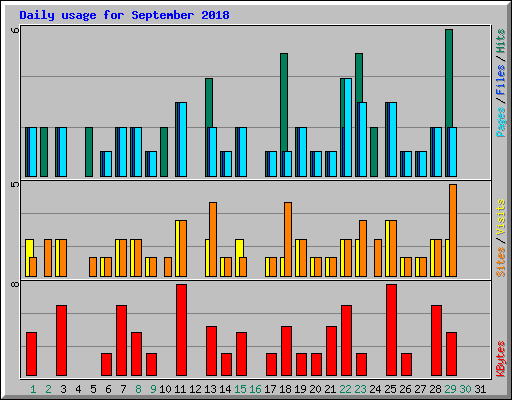 Daily usage for September 2018
6
Pages/Files/Hits
5
Sites/Visits
8
KBytes
1 2 3 4 5 6 7 8 9 10 11 12 13 14 15 16 17 18 19 20 21 22 23 24 25 26 27 28 29 30 31